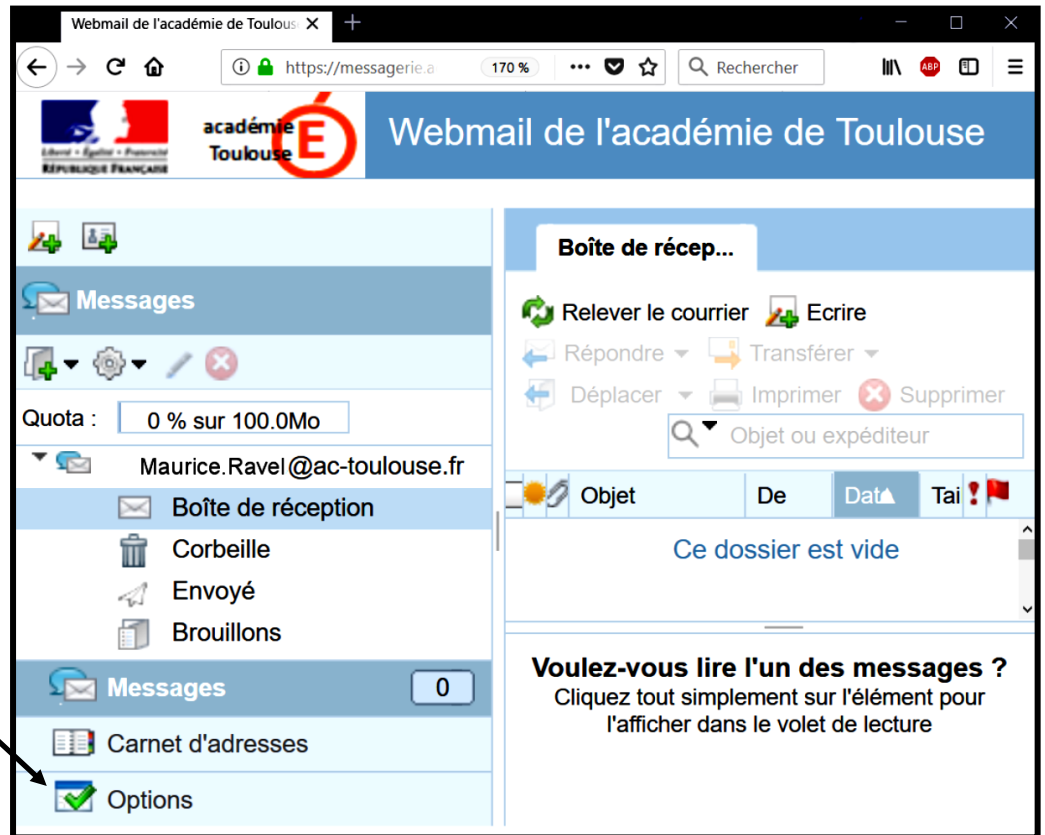 Webmail de l'académie de Toulous
https://messagerie.a 170 % Rechercher ABP
Liberté • Égalité • Fraternité
RÉPUBLIQUE FRANÇAISE
académie
Toulouse
É
Webmail de l'académie de Toulouse
Messages
Quota : 0 % sur 100.0Mo
Maurice.Ravel@ac-toulouse.fr
Boîte de réception
Corbeille
Envoyé
Brouillons
Messages 0
Carnet d'adresses
Options
Boîte de récep...
Relever le courrier Ecrire
Répondre Transférer
Déplacer Imprimer Supprimer
Objet ou expéditeur
Objet De Dat Tai
Ce dossier est vide
Voulez-vous lire l'un des messages ?
Cliquez tout simplement sur l'élément pour
l'afficher dans le volet de lecture